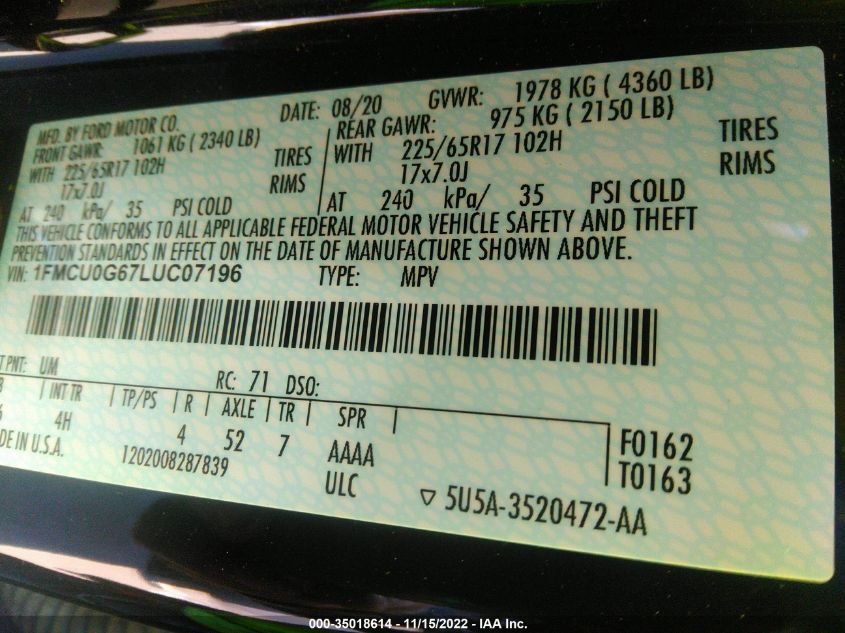 MFD. BY FORD MOTOR CO. DATE: 08/20 GVWR: 1978 KG ( 4360 LB)
FRONT GAWR: 1061 KG ( 2340 LB) REAR GAWR: 975 KG ( 2150 LB)
WITH 225/65R17 102H TIRES WITH 225/65R17 102H TIRES
17x7.0J RIMS 17x7.0J RIMS
AT 240 kPa/ 35 PSI COLD AT 240 kPa/ 35 PSI COLD
THIS VEHICLE CONFORMS TO ALL APPLICABLE FEDERAL MOTOR VEHICLE SAFETY AND THEFT
PREVENTION STANDARDS IN EFFECT ON THE DATE OF MANUFACTURE SHOWN ABOVE.
VIN: 1FMCU0G67LUC07196 TYPE: MPV
T PNT: UM RC: 71 DSO:
INT TR TP/PS R AXLE TR SPR
4H 4 52 7 AAAA F0162
DE IN U.S.A. 1202008287839 ULC T0163
5U5A-3520472-AA
000-35018614 - 11/15/2022 - IAA Inc.